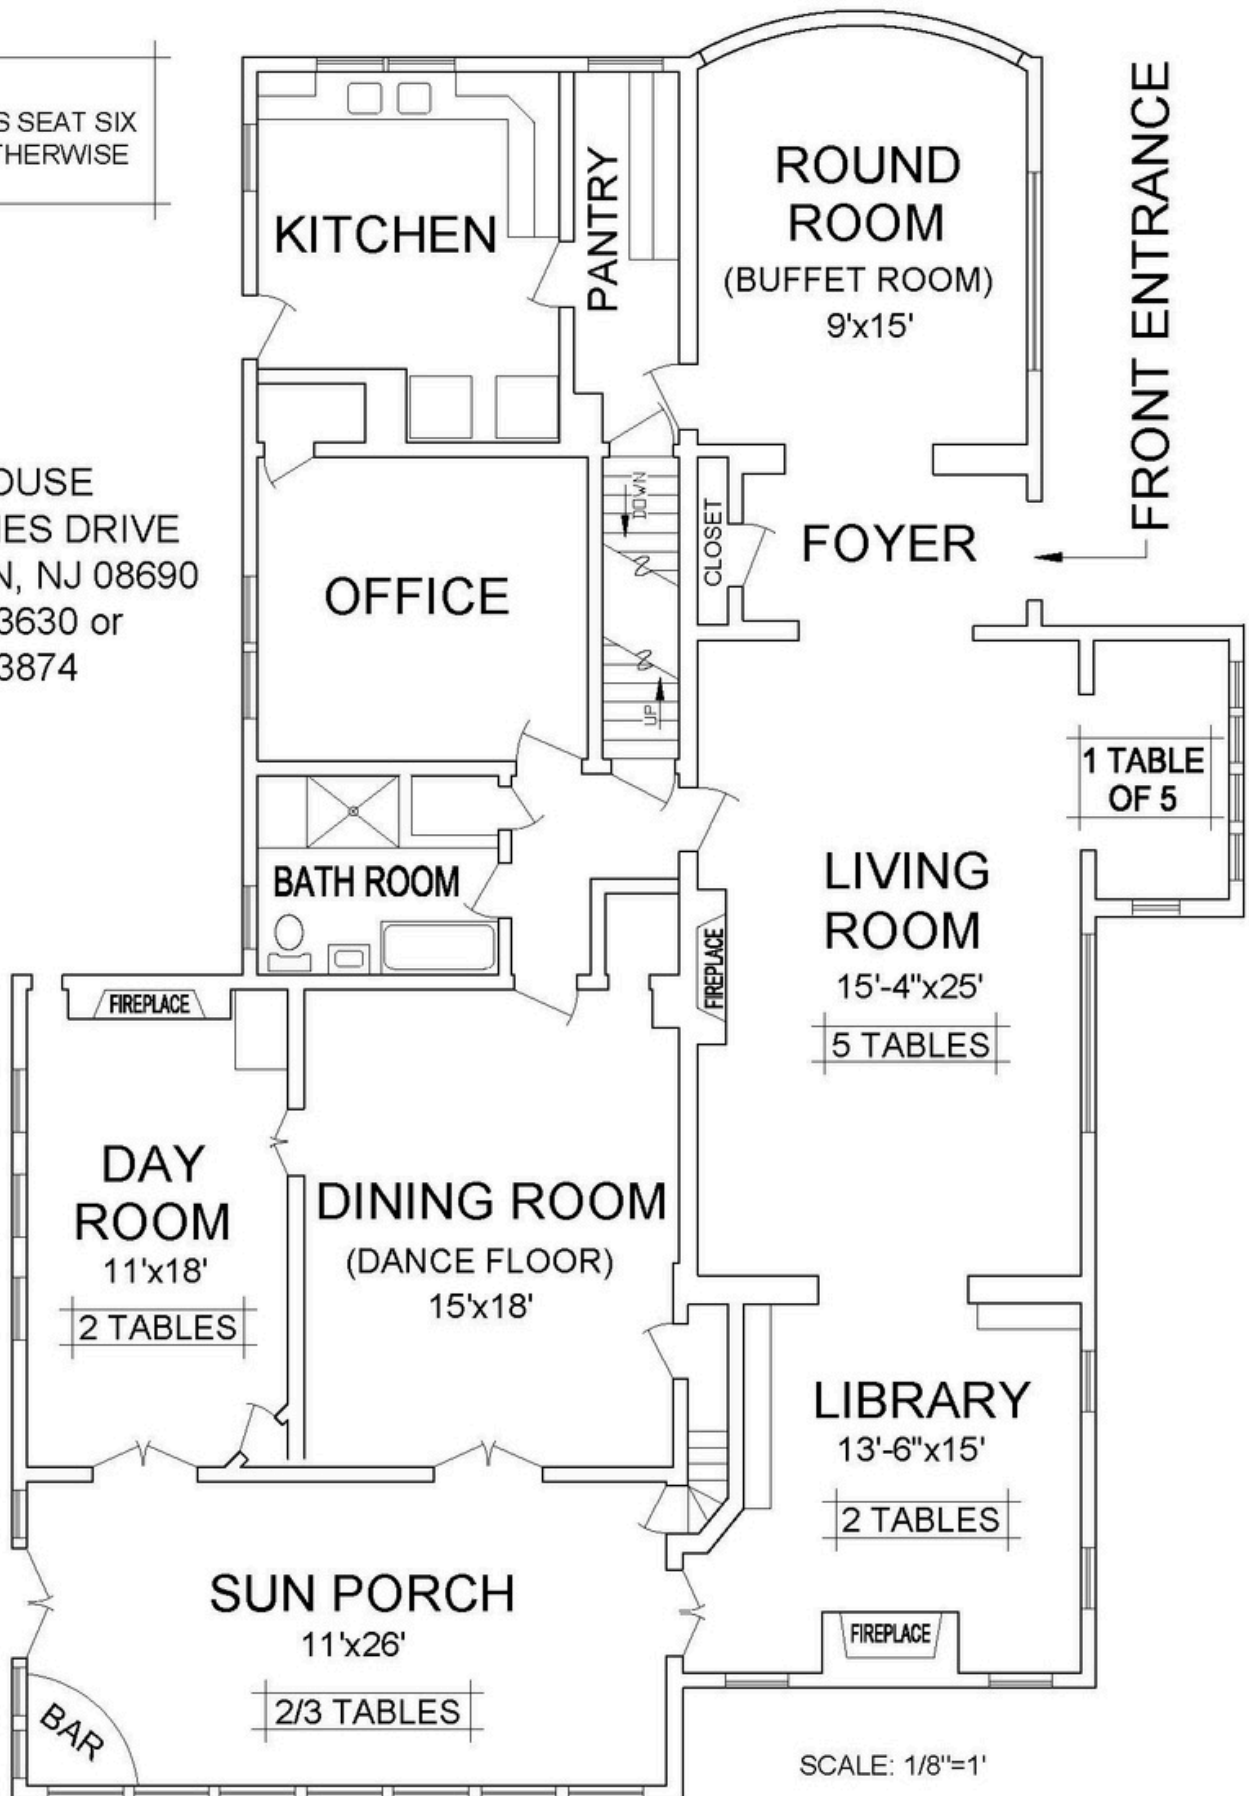 S SEAT SIX
THERWISE
KITCHEN
PANTRY
ROUND
ROOM
(BUFFET ROOM)
9'x15'
FRONT ENTRANCE
OUSE
IES DRIVE
N, NJ 08690
3630 or
3874
OFFICE
DOWN
UP
CLOSET
FOYER
1 TABLE
OF 5
BATH ROOM
LIVING
ROOM
15'-4"x25'
5 TABLES
FIREPLACE
FIREPLACE
DAY
ROOM
11'x18'
2 TABLES
DINING ROOM
(DANCE FLOOR)
15'x18'
LIBRARY
13'-6"x15'
2 TABLES
FIREPLACE
SUN PORCH
11'x26'
2/3 TABLES
BAR
SCALE: 1/8"=1'